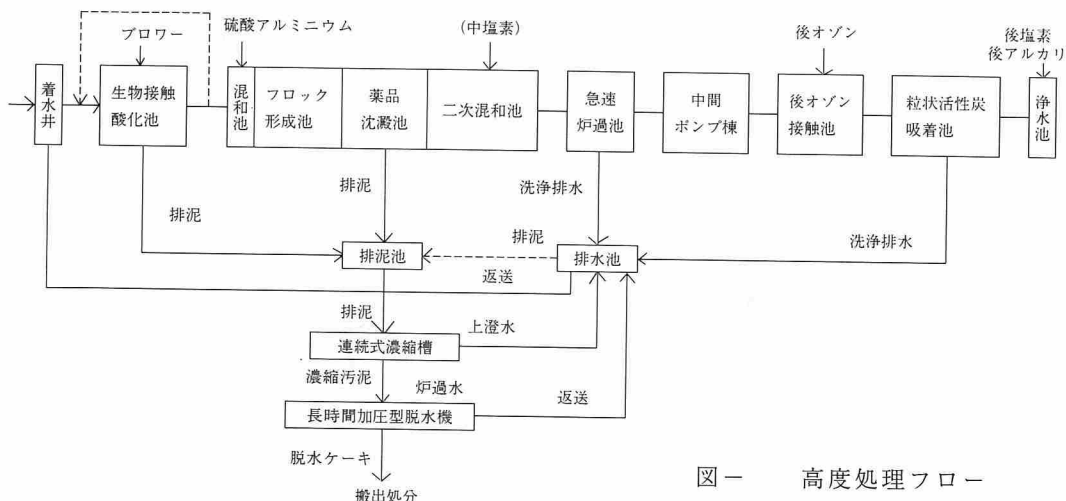 ブロワー
硫酸アルミニウム
(中塩素)
後オゾン
後塩素
後アルカリ
着水井
生物接触
酸化池
混和池
フロック
形成池
薬品
沈澱池
二次混和池
急速
炉過池
中間
ポンプ棟
後オゾン
接触池
粒状活性炭
吸着池
浄水池
排泥
洗浄排水
排泥
排泥
洗浄排水
排泥池
排水池
返送
排泥
上澄水
連続式濃縮槽
濃縮汚泥
炉過水
返送
長時間加圧型脱水機
脱水ケーキ
搬出処分
図ー 高度処理フロー